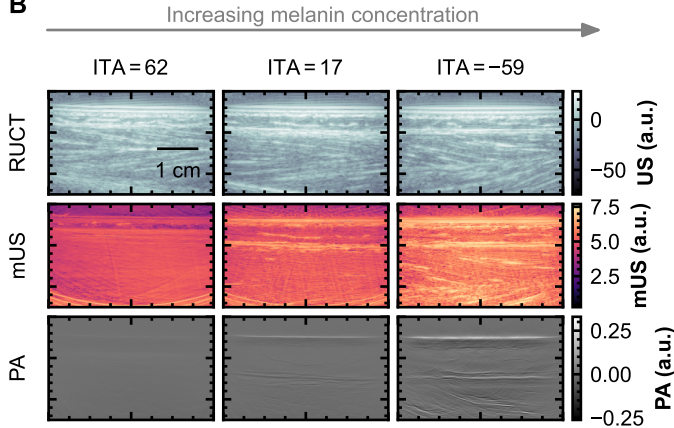 B
Increasing melanin concentration
ITA = 62
ITA = 17
ITA = −59
RUCT
1 cm
0
−50
US (a.u.)
mUS
7.5
5.0
2.5
mUS (a.u.)
PA
0.25
0.00
−0.25
PA (a.u.)